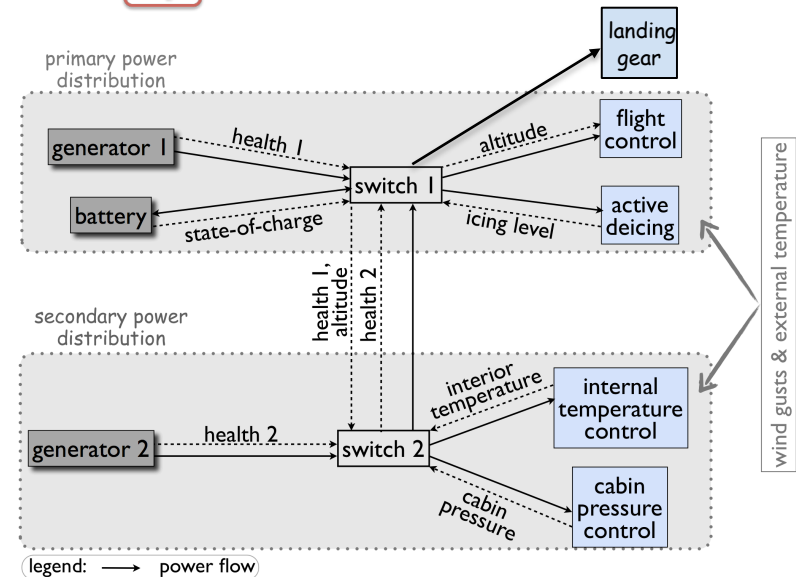 landing
gear
primary power
distribution
generator 1
health 1
altitude
flight
control
switch 1
battery
state-of-charge
icing level
active
deicing
health 1,
altitude
health 2
wind gusts & external temperature
secondary power
distribution
interior
temperature
internal
temperature
control
health 2
generator 2
switch 2
cabin
pressure
cabin
pressure
control
legend: power flow